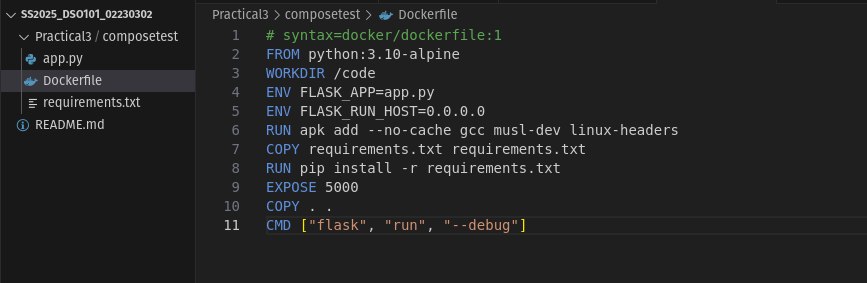 SS2025_DSO101_02230302
Practical3 / composetest
app.py
Dockerfile
requirements.txt
README.md
Practical3 > composetest > Dockerfile
1 # syntax=docker/dockerfile:1
2 FROM python:3.10-alpine
3 WORKDIR /code
4 ENV FLASK_APP=app.py
5 ENV FLASK_RUN_HOST=0.0.0.0
6 RUN apk add --no-cache gcc musl-dev linux-headers
7 COPY requirements.txt requirements.txt
8 RUN pip install -r requirements.txt
9 EXPOSE 5000
10 COPY . .
11 CMD ["flask", "run", "--debug"]